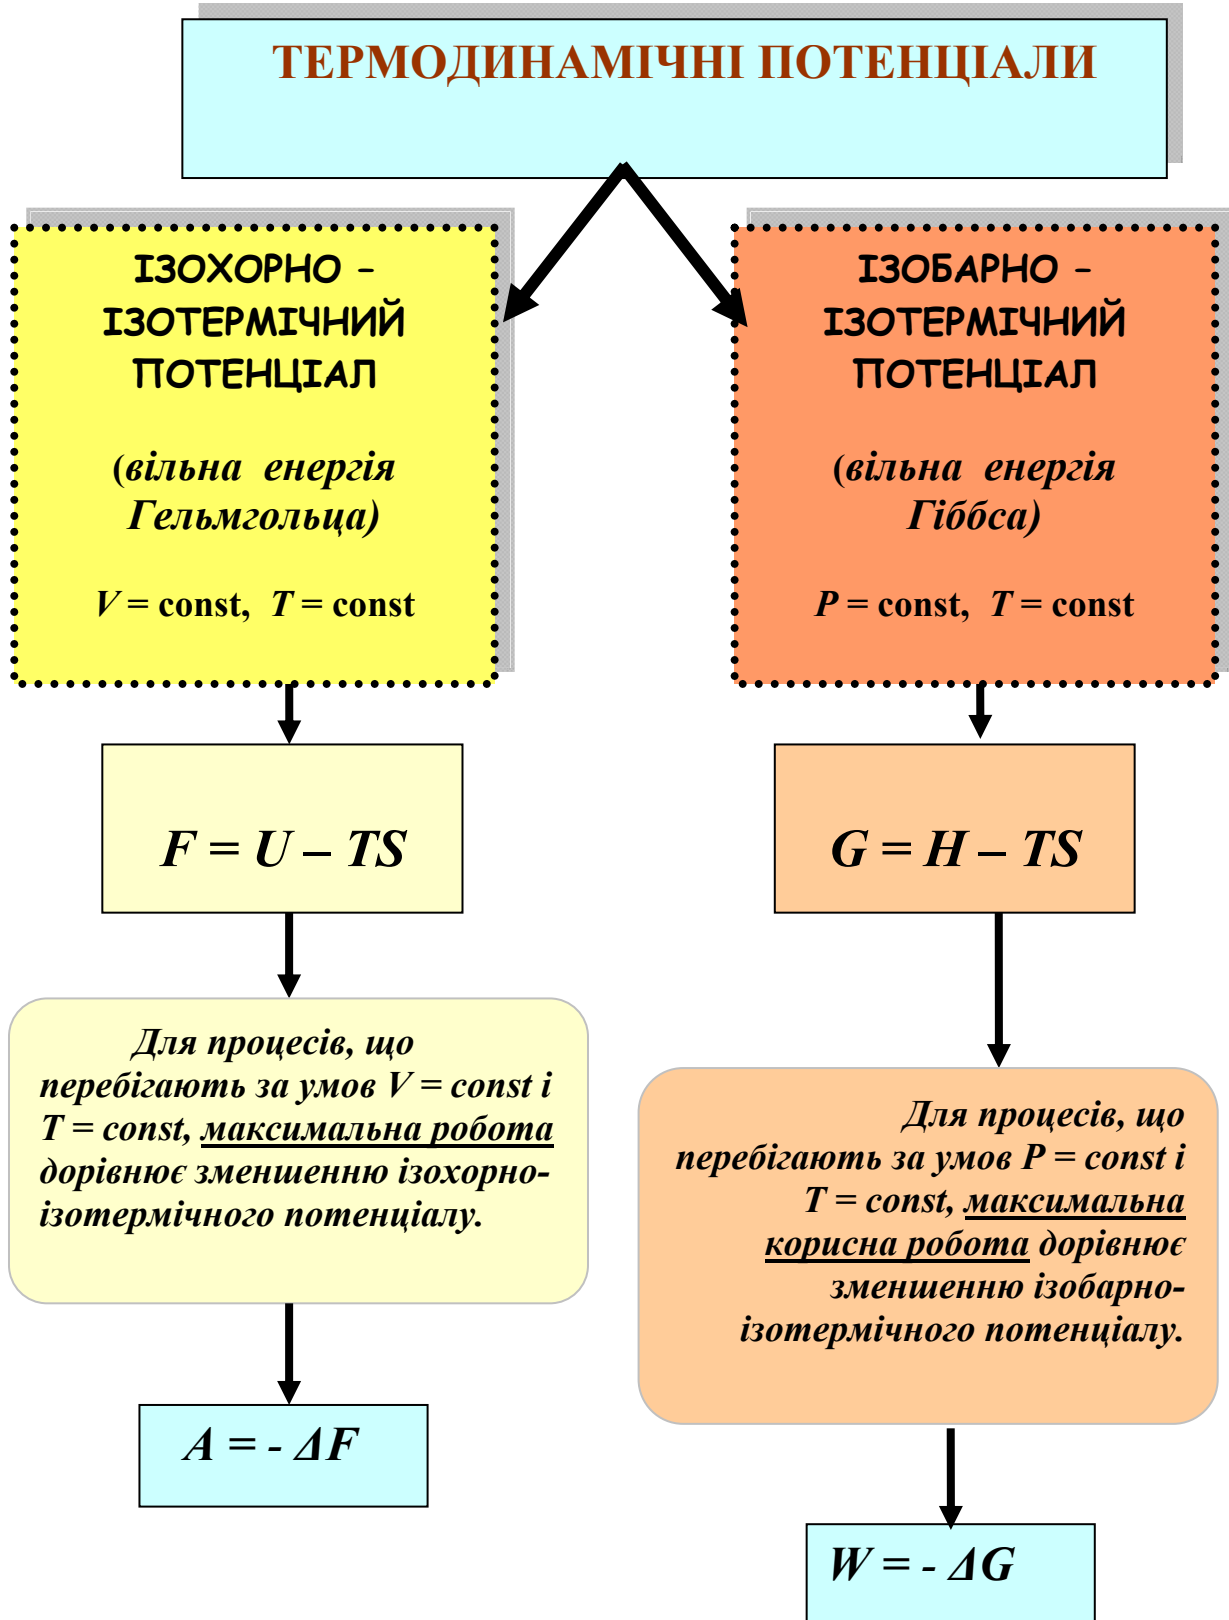 ТЕРМОДИНАМІЧНІ ПОТЕНЦІАЛИ
ІЗОХОРНО –
ІЗОТЕРМІЧНИЙ
ПОТЕНЦІАЛ
(вільна енергія
Гельмгольца)
V = const, T = const
F = U – TS
Для процесів, що
перебігають за умов V = const і
T = const, максимальна робота
дорівнює зменшенню ізохорно-
ізотермічного потенціалу.
A = - ΔF
ІЗОБАРНО –
ІЗОТЕРМІЧНИЙ
ПОТЕНЦІАЛ
(вільна енергія
Гіббса)
P = const, T = const
G = H – TS
Для процесів, що
перебігають за умов P = const і
T = const, максимальна
корисна робота дорівнює
зменшенню ізобарно-
ізотермічного потенціалу.
W = - ΔG